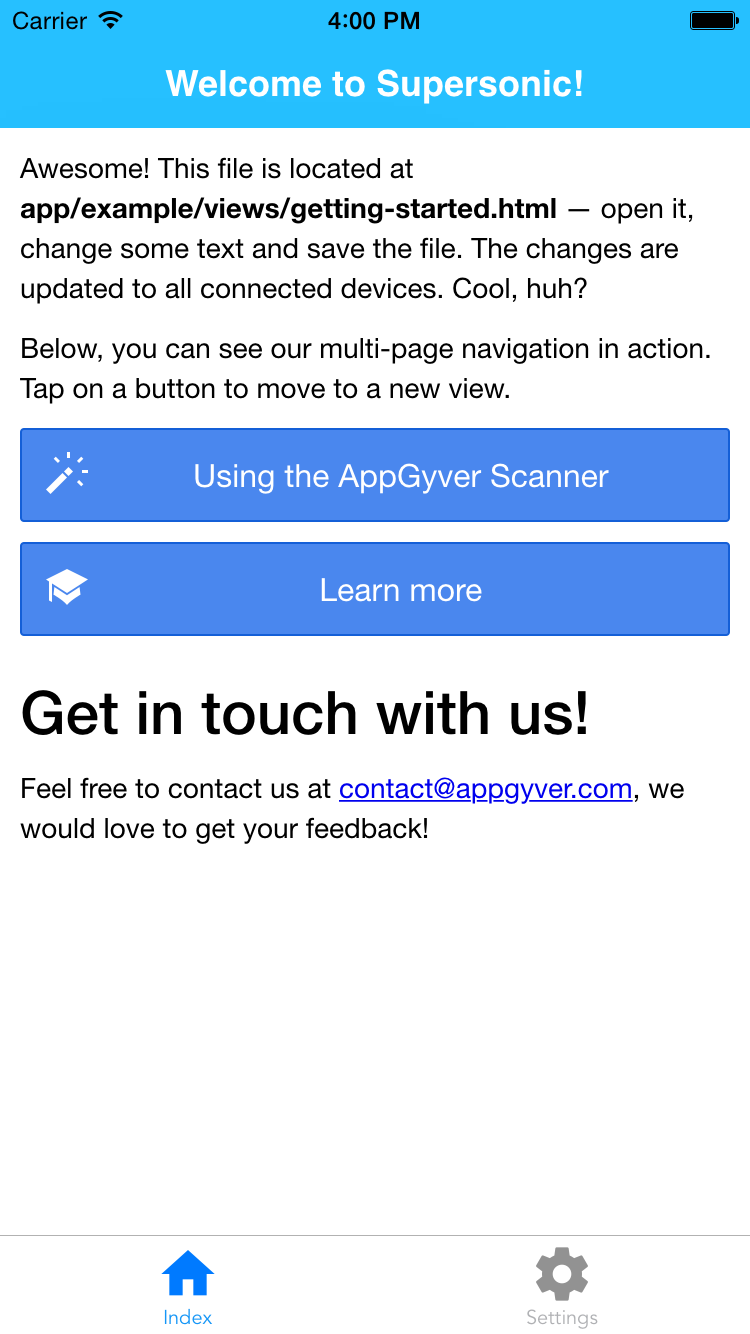 Carrier 4:00 PM
Welcome to Supersonic!
Awesome! This file is located at
app/example/views/getting-started.html — open it,
change some text and save the file. The changes are
updated to all connected devices. Cool, huh?
Below, you can see our multi-page navigation in action.
Tap on a button to move to a new view.
Using the AppGyver Scanner
Learn more
Get in touch with us!
Feel free to contact us at contact@appgyver.com, we
would love to get your feedback!
Index Settings